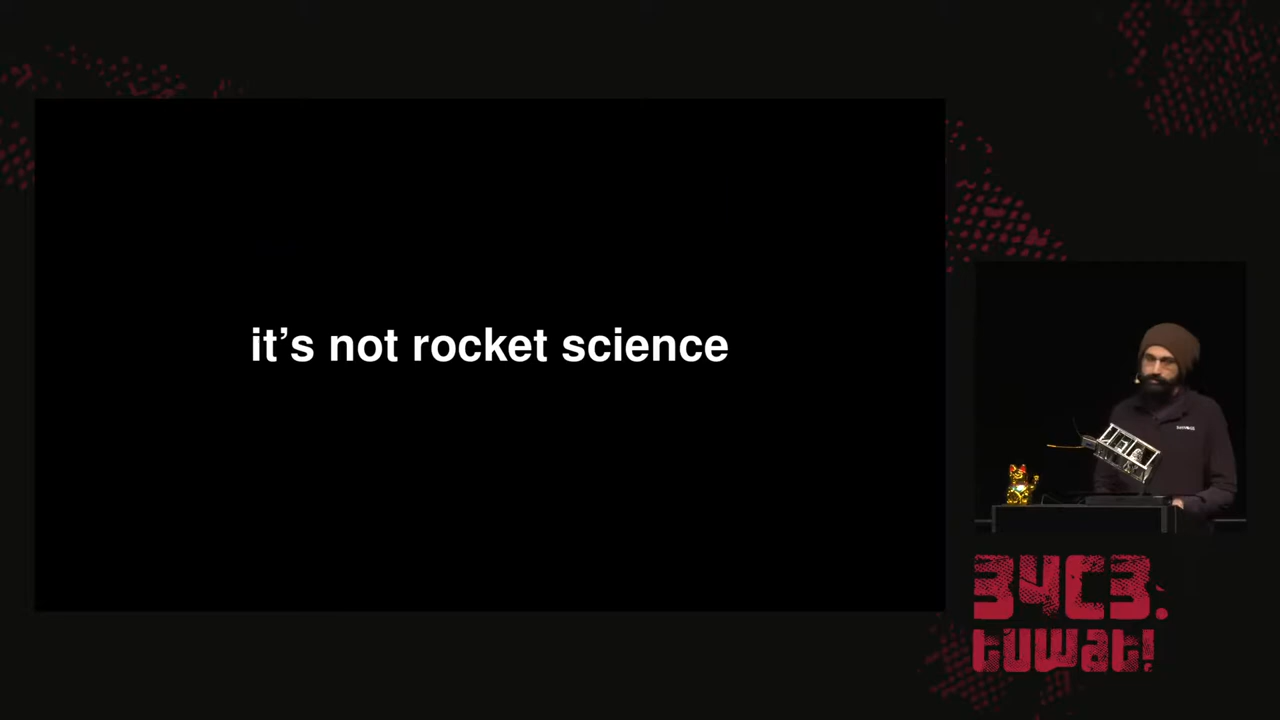 it’s not rocket science
34C3.
tuwat!